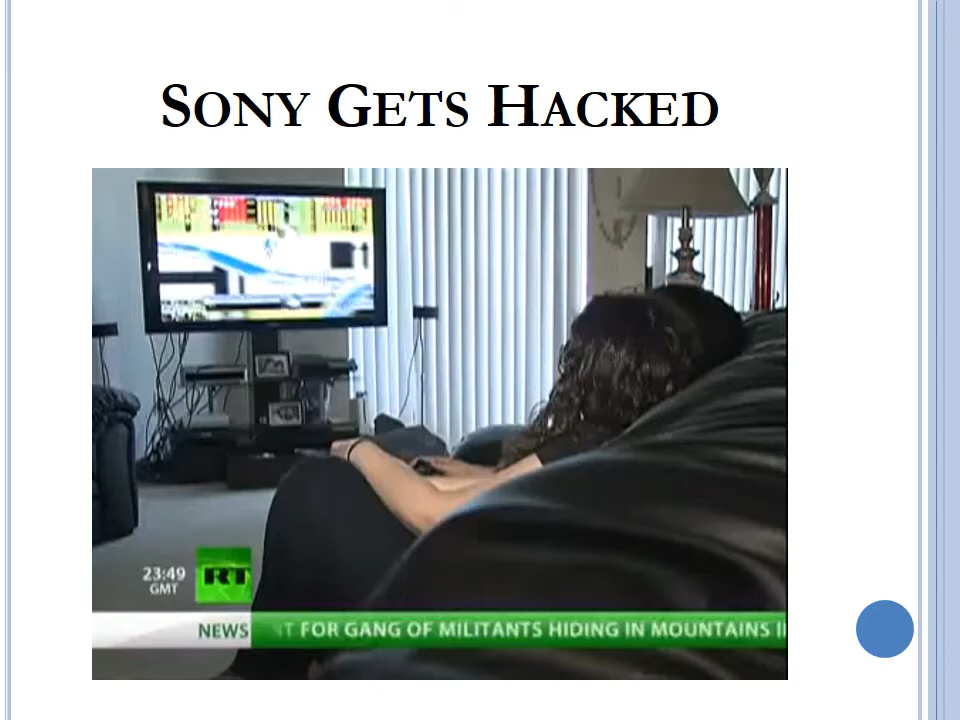 SONY GETS HACKED
23:49
GMT
RT
NEWS
FOR GANG OF MILITANTS HIDING IN MOUNTAINS